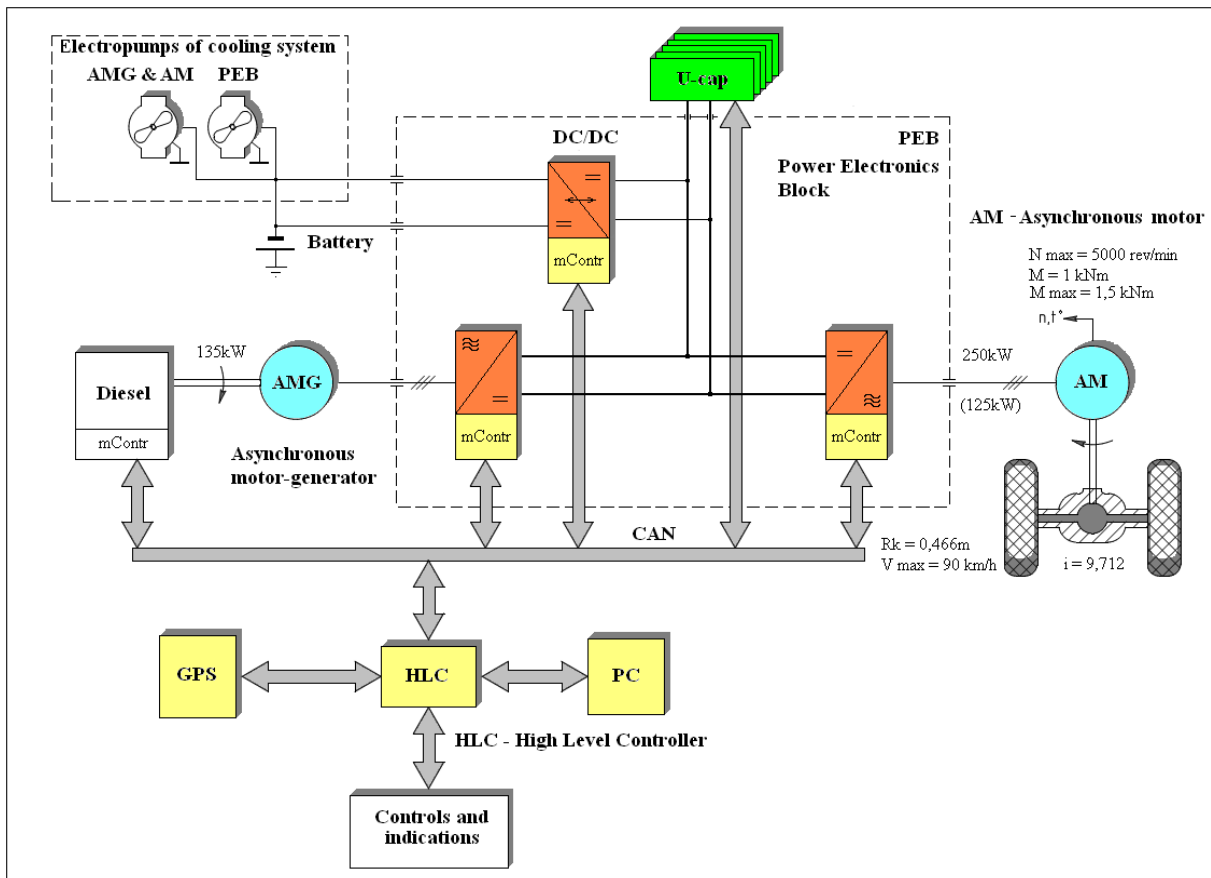 Electropumps of cooling system
AMG & AM
PEB
U-cap
DC/DC
PEB
Power Electronics
Block
mContr
Battery
AM - Asynchronous motor
N max = 5000 rev/min
M = 1 kNm
M max = 1,5 kNm
n,t°
135kW
Diesel
mContr
AMG
Asynchronous
motor-generator
mContr
mContr
250kW
(125kW)
AM
CAN
Rk = 0,466m
V max = 90 km/h
i = 9,712
GPS
HLC
PC
HLC - High Level Controller
Controls and
indications